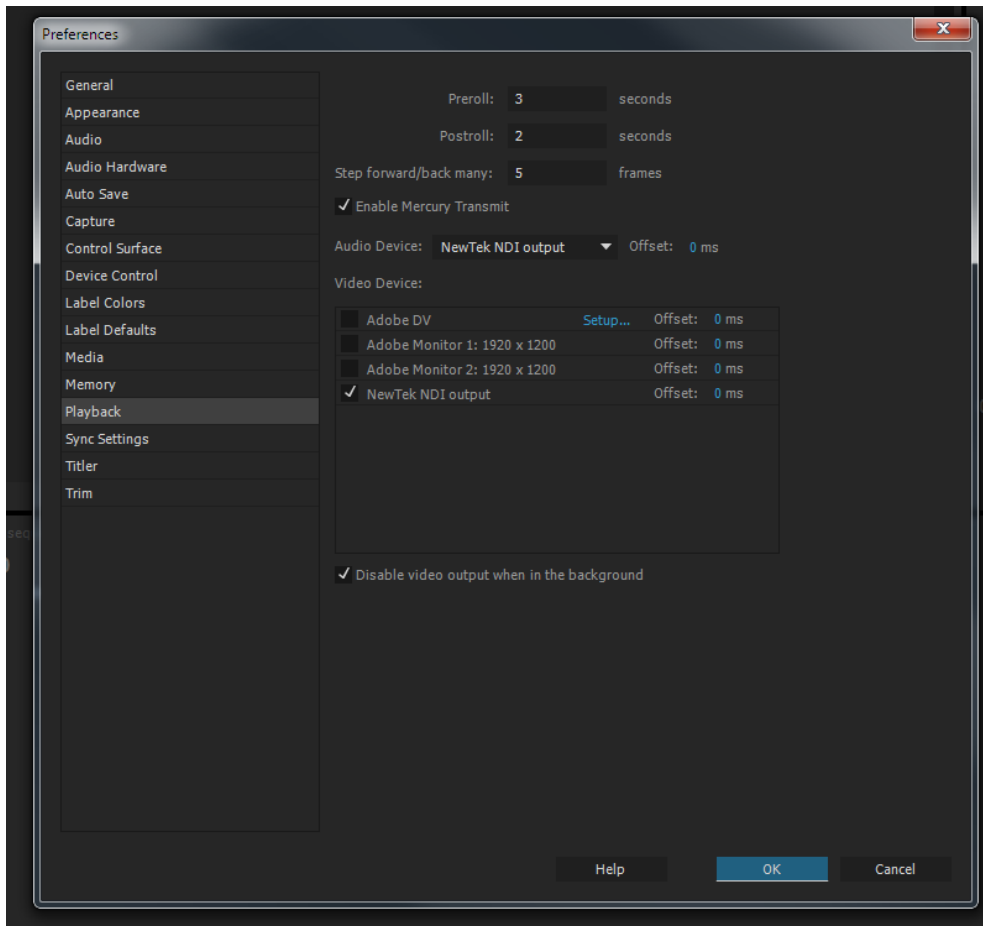 Preferences
x
General
Appearance
Audio
Audio Hardware
Auto Save
Capture
Control Surface
Device Control
Label Colors
Label Defaults
Media
Memory
Playback
Sync Settings
Titler
Trim
Preroll: 3 seconds
Postroll: 2 seconds
Step forward/back many: 5 frames
Enable Mercury Transmit
Audio Device: NewTek NDI output Offset: 0 ms
Video Device:
Adobe DV Setup... Offset: 0 ms
Adobe Monitor 1: 1920 x 1200 Offset: 0 ms
Adobe Monitor 2: 1920 x 1200 Offset: 0 ms
NewTek NDI output Offset: 0 ms
Disable video output when in the background
seq
Help OK Cancel